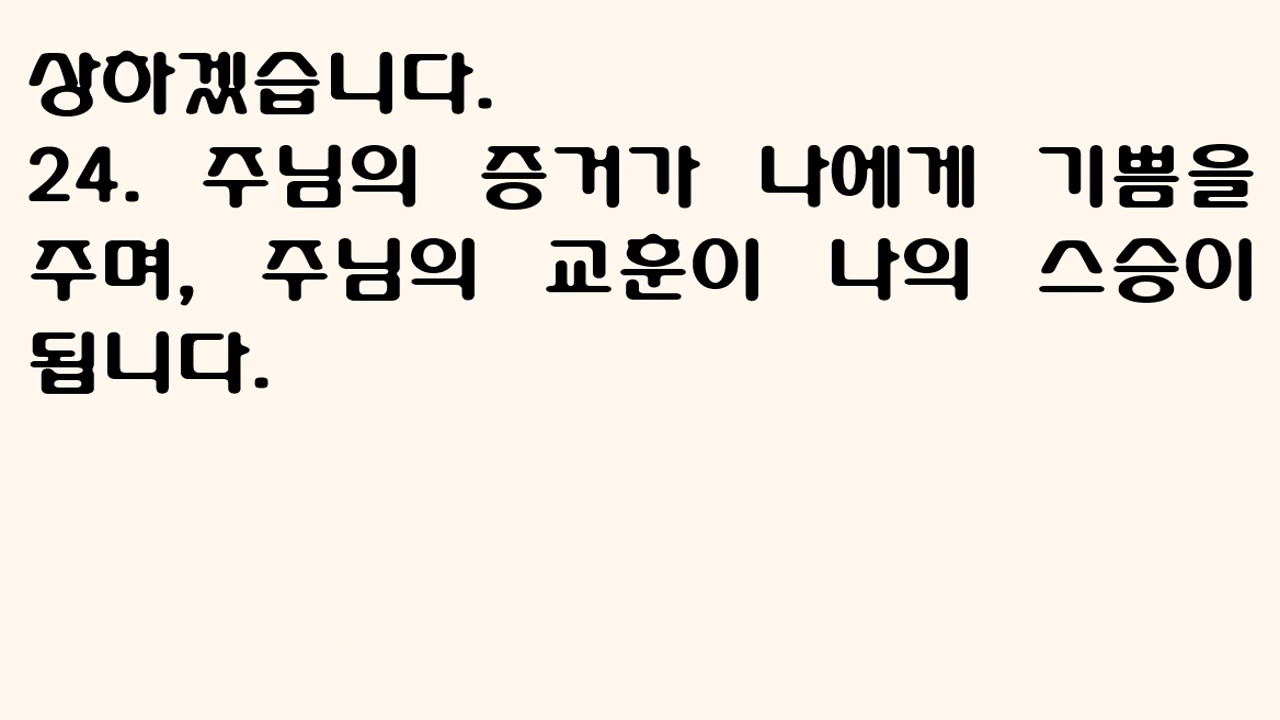 상하겠습니다.
24. 주님의 증거가 나에게 기쁨을
주며, 주님의 교훈이 나의 스승이
됩니다.